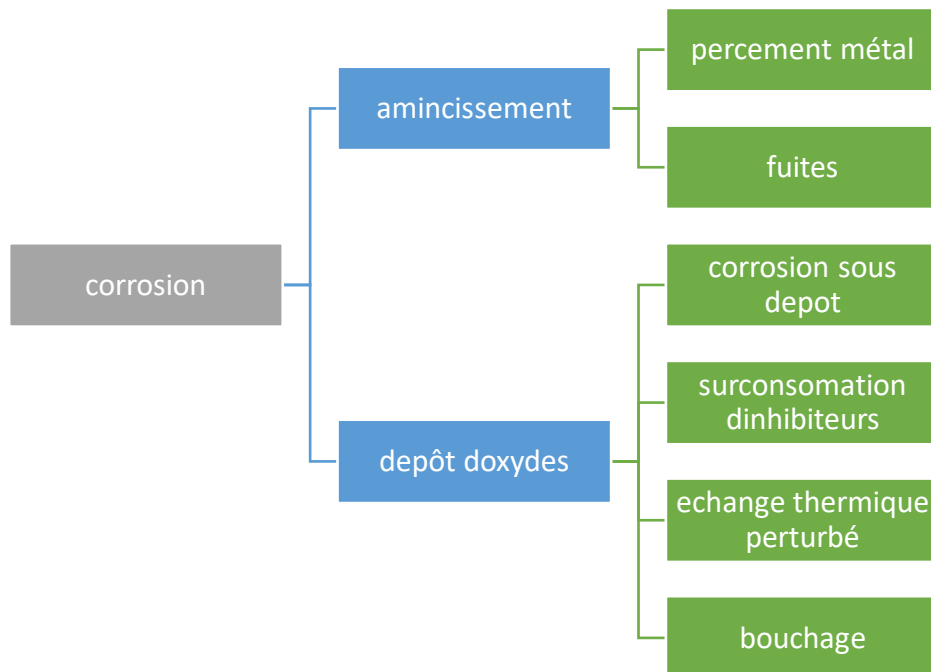 corrosion
amincissement
percement métal
fuites
depôt doxydes
corrosion sous
depot
surconsomation
dinhibiteurs
echange thermique
perturbé
bouchage